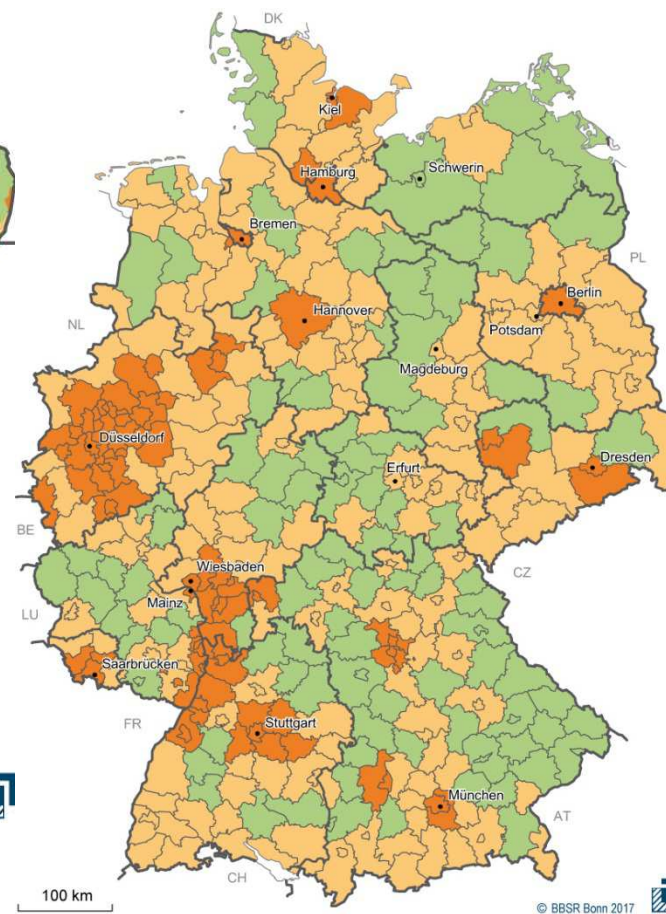 DK
Kiel
Hamburg
Schwerin
Bremen
PL
Berlin
Hannover
NL
Potsdam
Magdeburg
Düsseldorf
Dresden
Erfurt
BE
Wiesbaden
CZ
Mainz
LU
Saarbrücken
FR
Stuttgart
München
AT
CH
100 km
© BBSR Bonn 2017